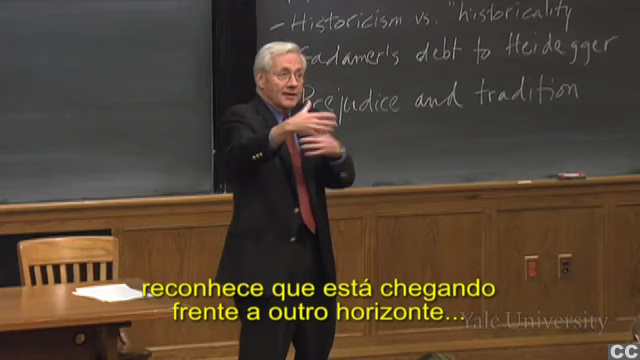 - Historicism vs. "historicality
Gadamer's debt to Heidegger
Prejudice and tradition
reconhece que está chegando
frente a outro horizonte...
Yale University
CC